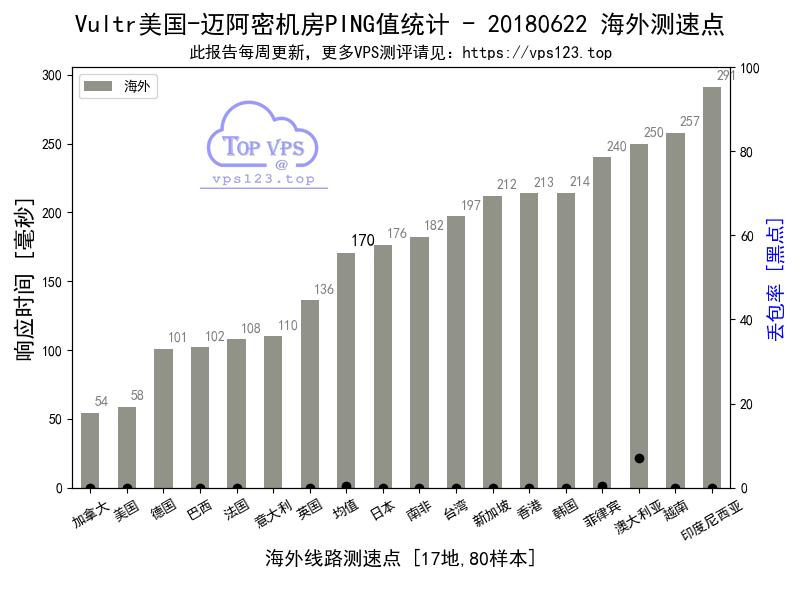 Vultr美国-迈阿密机房PING值统计 - 20180622 海外测速点
此报告每周更新，更多VPS测评请见：https://vps123.top
海外
TOP VPS
@
vps123.top
响应时间 [毫秒]
300
250
200
150
100
50
0
54
58
101
102
108
110
136
170
176
182
197
212
213
214
240
250
257
291
100
80
60
40
20
0
丢包率 [黑点]
加拿大
美国
德国
巴西
法国
意大利
英国
均值
日本
南非
台湾
新加坡
香港
韩国
菲律宾
澳大利亚
越南
印度尼西亚
海外线路测速点 [17地,80样本]